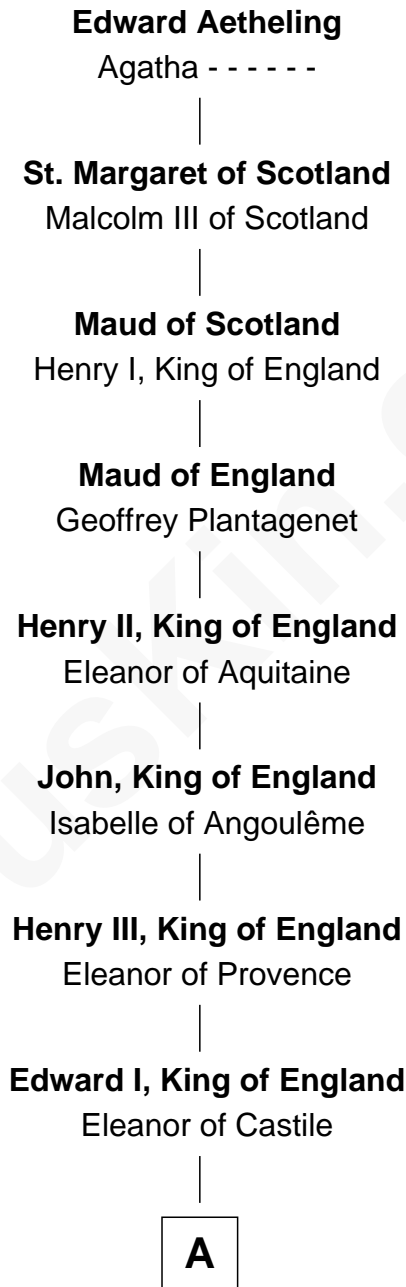 Edward Aetheling
Agatha - - - - - -
St. Margaret of Scotland
Malcolm III of Scotland
Maud of Scotland
Henry I, King of England
Maud of England
Geoffrey Plantagenet
Henry II, King of England
Eleanor of Aquitaine
John, King of England
Isabelle of Angoulême
Henry III, King of England
Eleanor of Provence
Edward I, King of England
Eleanor of Castile
A